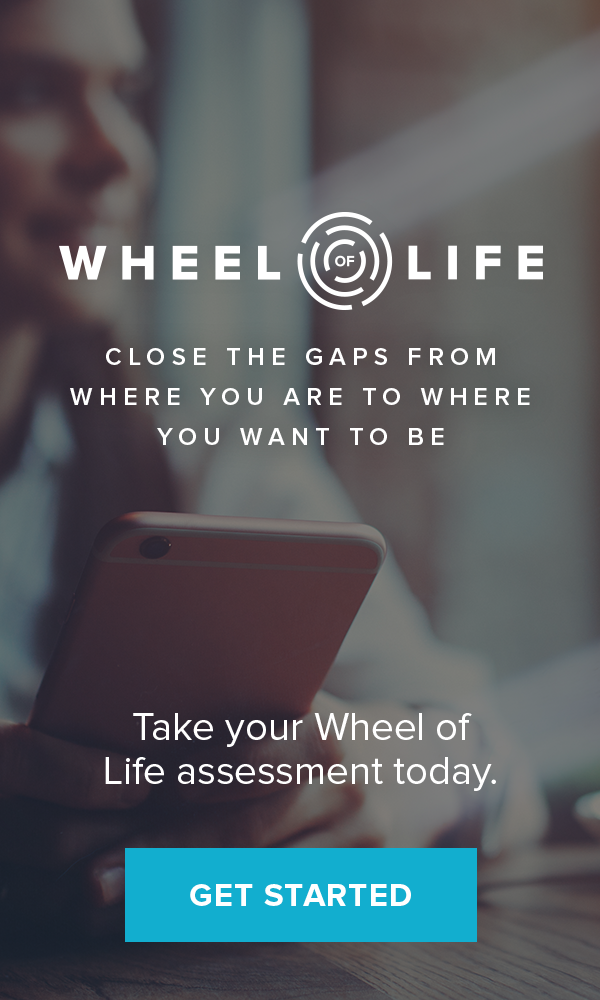 WHEEL OF LIFE
CLOSE THE GAPS FROM
WHERE YOU ARE TO WHERE
YOU WANT TO BE
Take your Wheel of
Life assessment today.
GET STARTED